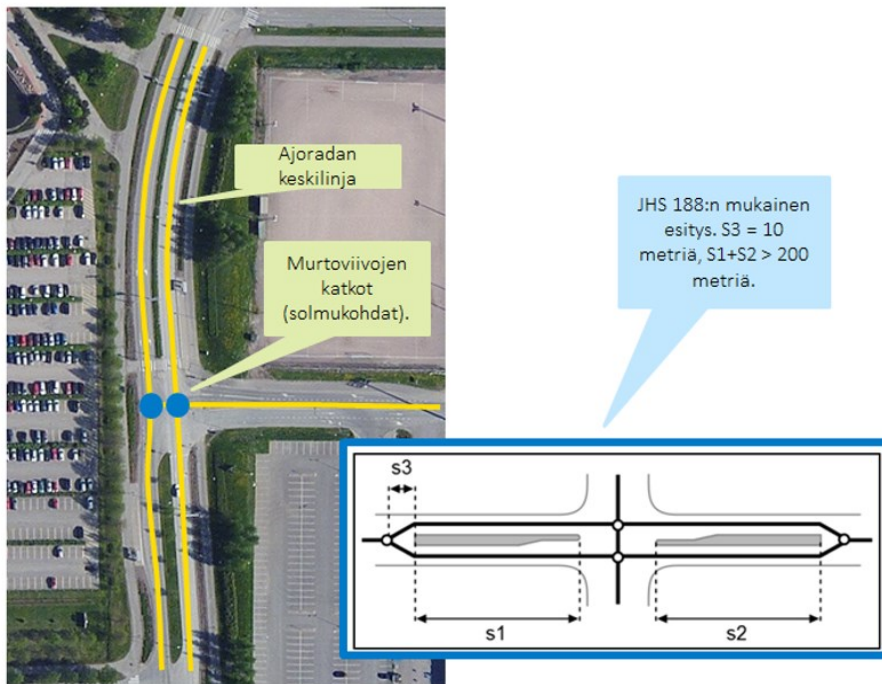 Ajoradan
keskilinja
Murtoviivojen
katkot
(solmukohdat).
JHS 188:n mukainen
esitys. S3 = 10
metriä, S1+S2 > 200
metriä.
s3
s1
s2